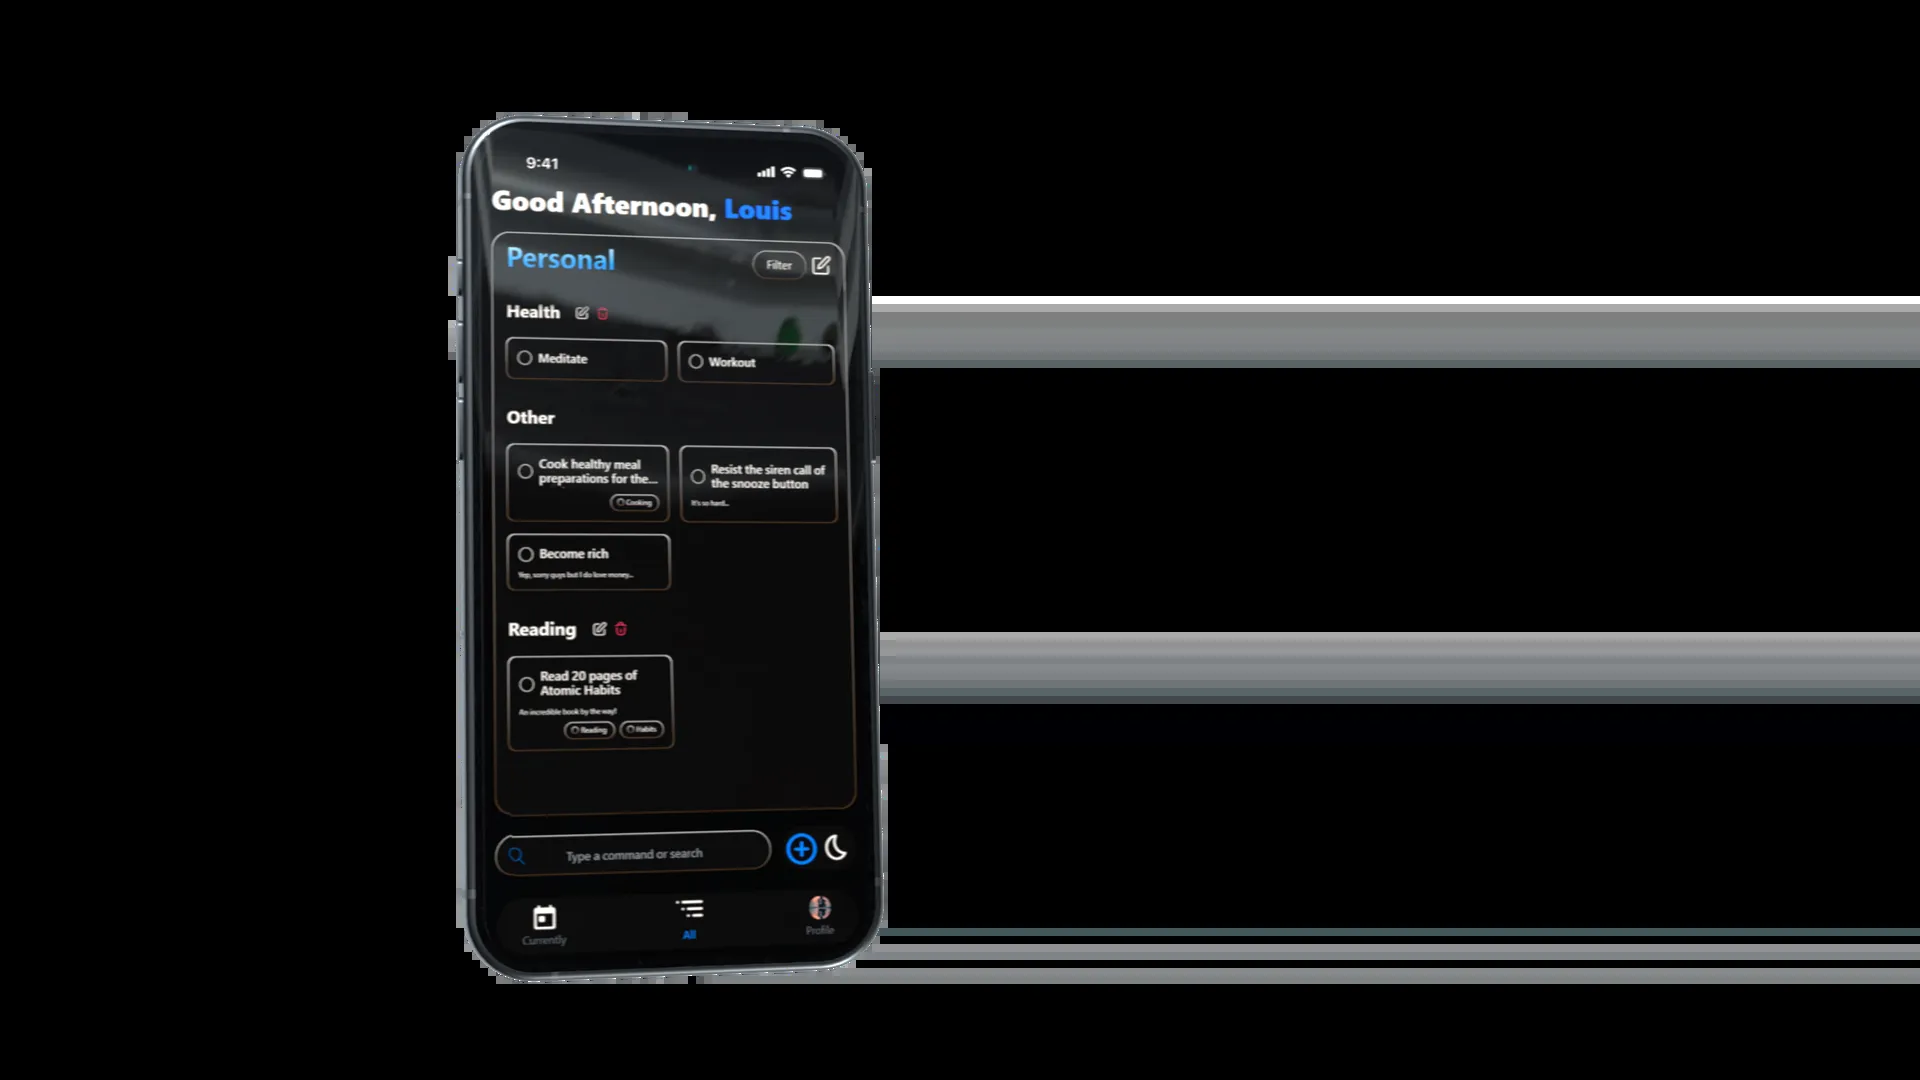 9:41
Good Afternoon, Louis
Personal
Filter
Health
Meditate
Workout
Other
Cook healthy meal
preparations for the...
Cooking
Resist the siren call of
the snooze button
It's so hard...
Become rich
Yep, sorry guys but I do love money...
Reading
Read 20 pages of
Atomic Habits
An incredible book by the way!
Reading
Habits
Type a command or search
Currently
All
Profile